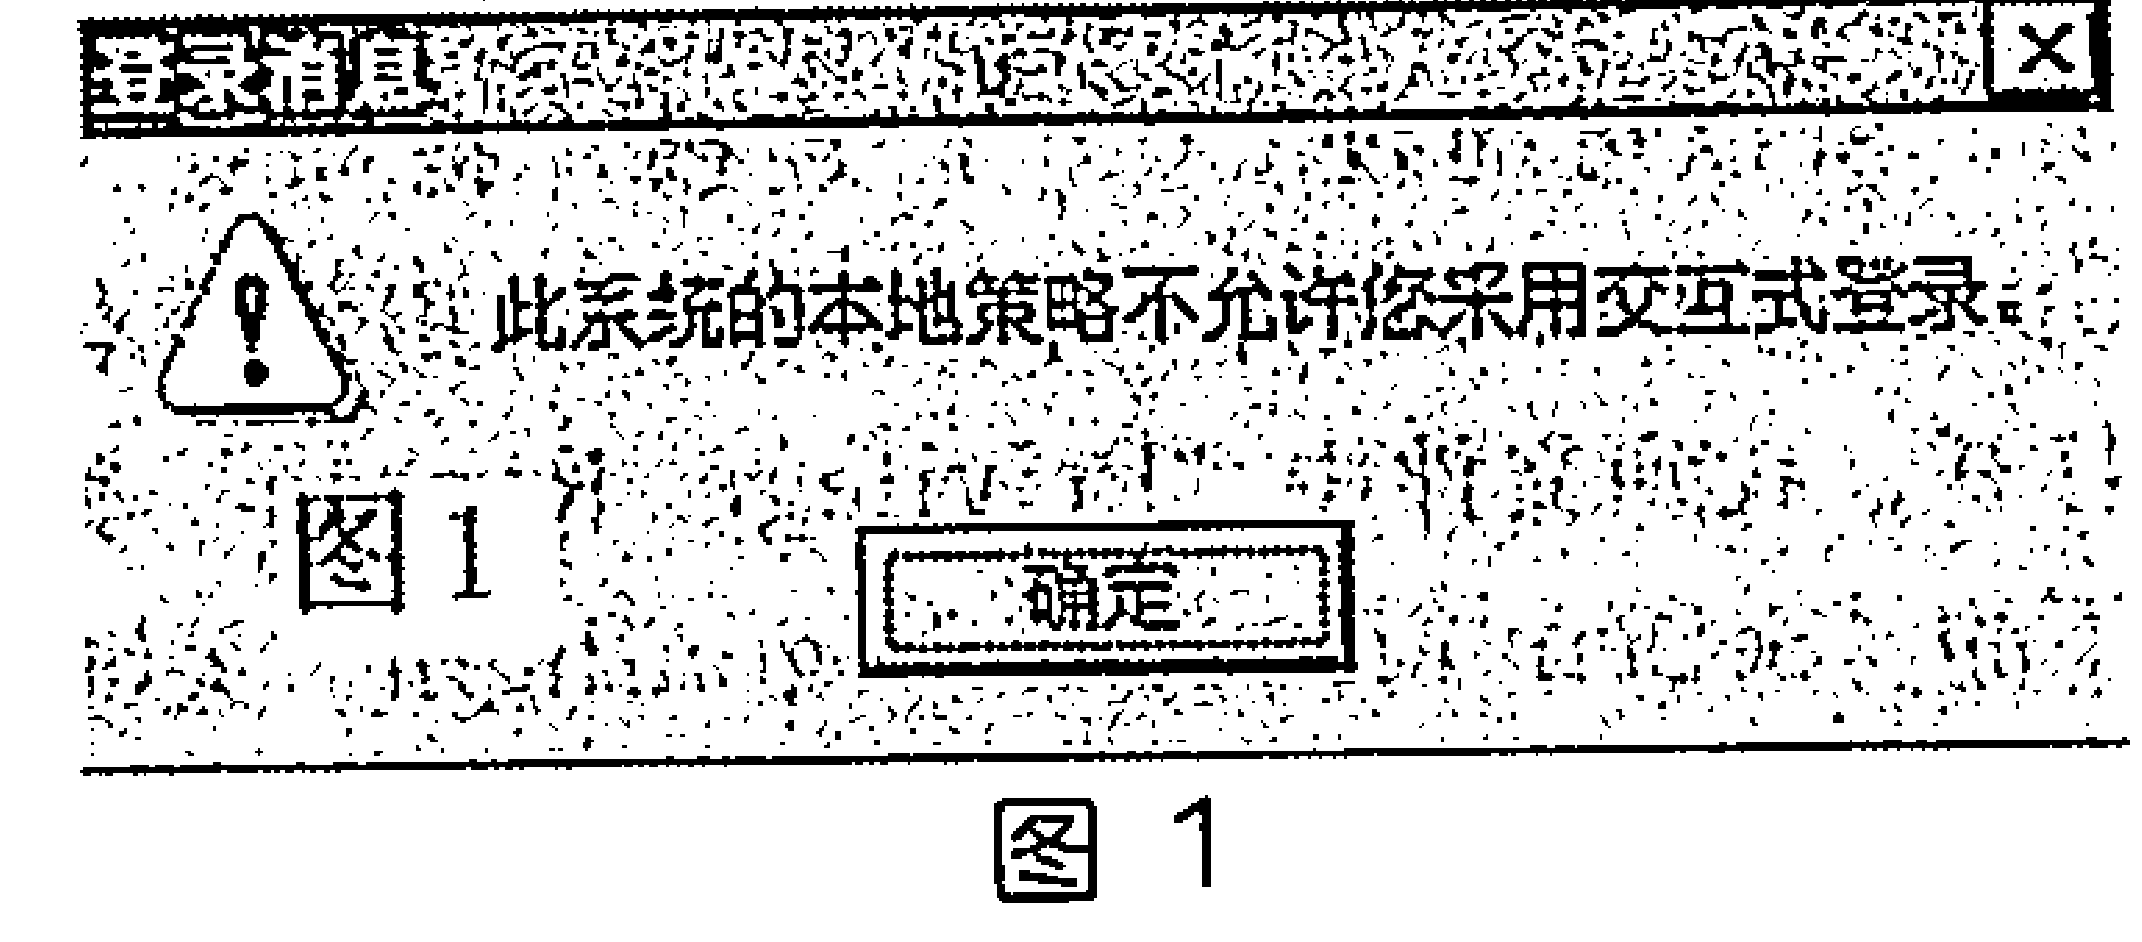 登录消息
×
此系统的本地策略不允许您采用交互式登录。
图 1
确定
图 1